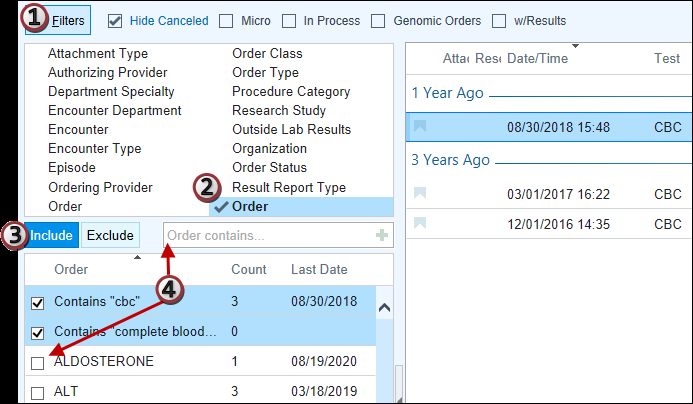 1 Filters Hide Canceled Micro In Process Genomic Orders w/Results
Attachment Type Order Class
Authorizing Provider Order Type
Department Specialty Procedure Category
Encounter Department Research Study
Encounter Outside Lab Results
Encounter Type Organization
Episode Order Status
Ordering Provider 2 Result Report Type
Order Order
3 Include Exclude Order contains...
Order Count Last Date
4
Contains "cbc" 3 08/30/2018
Contains "complete blood... 0
ALDOSTERONE 1 08/19/2020
ALT 3 03/18/2019
Attac Rese Date/Time Test
1 Year Ago
08/30/2018 15:48 CBC
3 Years Ago
03/01/2017 16:22 CBC
12/01/2016 14:35 CBC